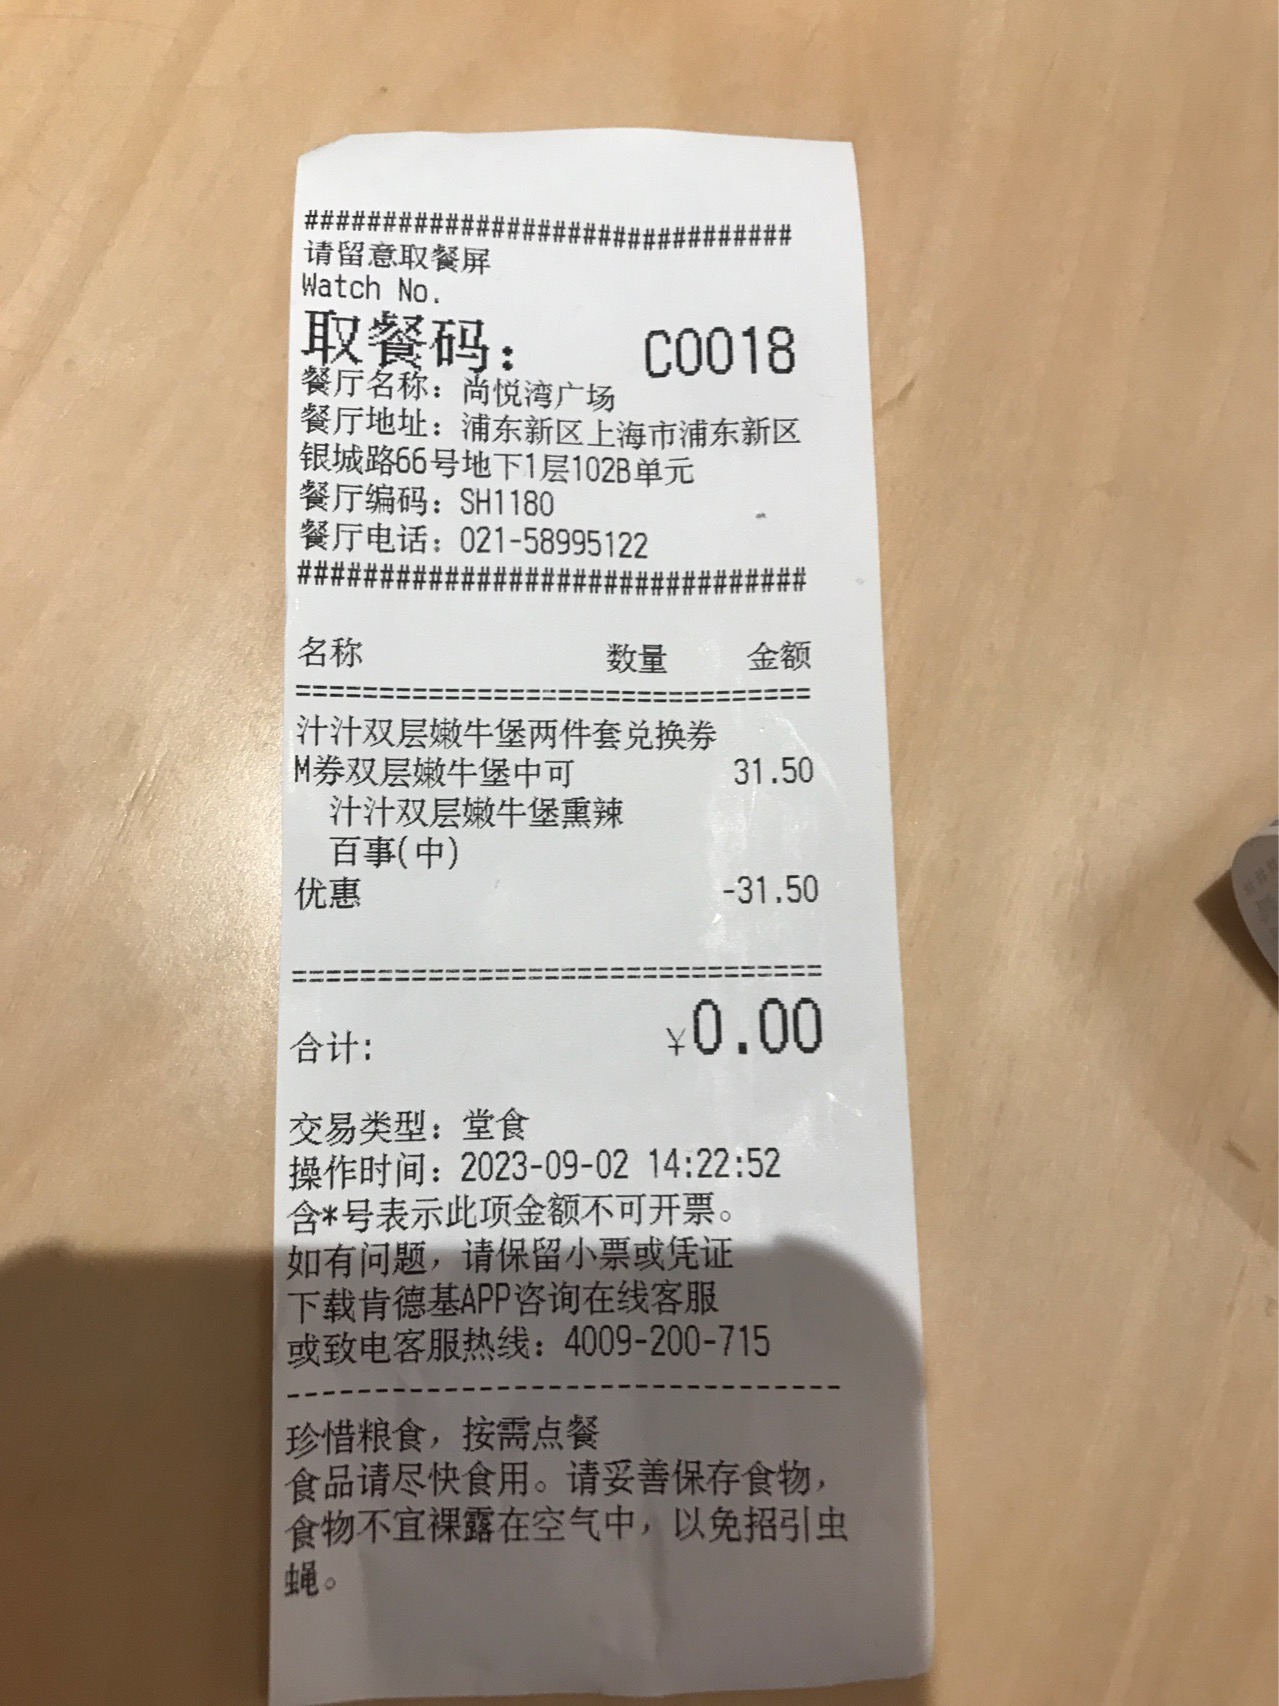 ################################
请留意取餐屏
Watch No.
取餐码： C0018
餐厅名称：尚悦湾广场
餐厅地址：浦东新区上海市浦东新区
银城路66号地下1层102B单元
餐厅编码：SH1180
餐厅电话：021-58995122
################################
名称 数量 金额
================================
汁汁双层嫩牛堡两件套兑换券
M券双层嫩牛堡中可 31.50
汁汁双层嫩牛堡熏辣
百事(中)
优惠 -31.50
================================
合计: ¥0.00
交易类型：堂食
操作时间：2023-09-02 14:22:52
含*号表示此项金额不可开票。
如有问题，请保留小票或凭证
下载肯德基APP咨询在线客服
或致电客服热线：4009-200-715
--------------------------------
珍惜粮食，按需点餐
食品请尽快食用。请妥善保存食物，
食物不宜裸露在空气中，以免招引虫
蝇。